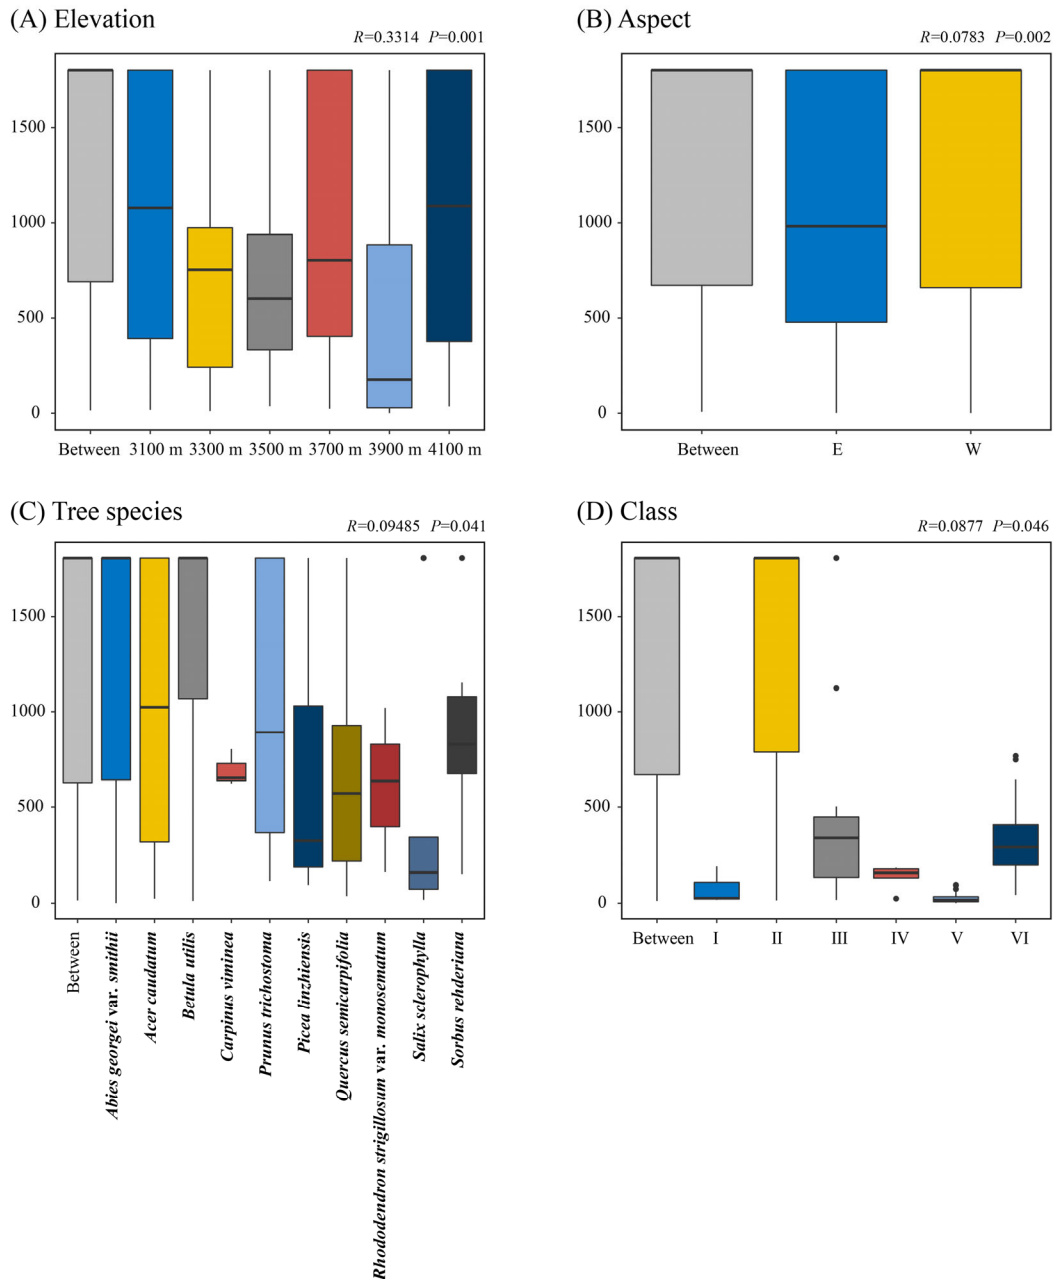 (A) Elevation
R=0.3314 P=0.001
1500
1000
500
0
Between 3100 m 3300 m 3500 m 3700 m 3900 m 4100 m
(B) Aspect
R=0.0783 P=0.002
1500
1000
500
0
Between E W
(C) Tree species
R=0.09485 P=0.041
1500
1000
500
0
Between
Abies georgei var. smithii
Acer caudatum
Betula utilis
Carpinus viminea
Prunus trichostoma
Picea linzhiensis
Quercus semicarpifolia
Rhododendron strigillosum var. monosematum
Salix sclerophylla
Sorbus rehderiana
(D) Class
R=0.0877 P=0.046
1500
1000
500
0
Between I II III IV V VI